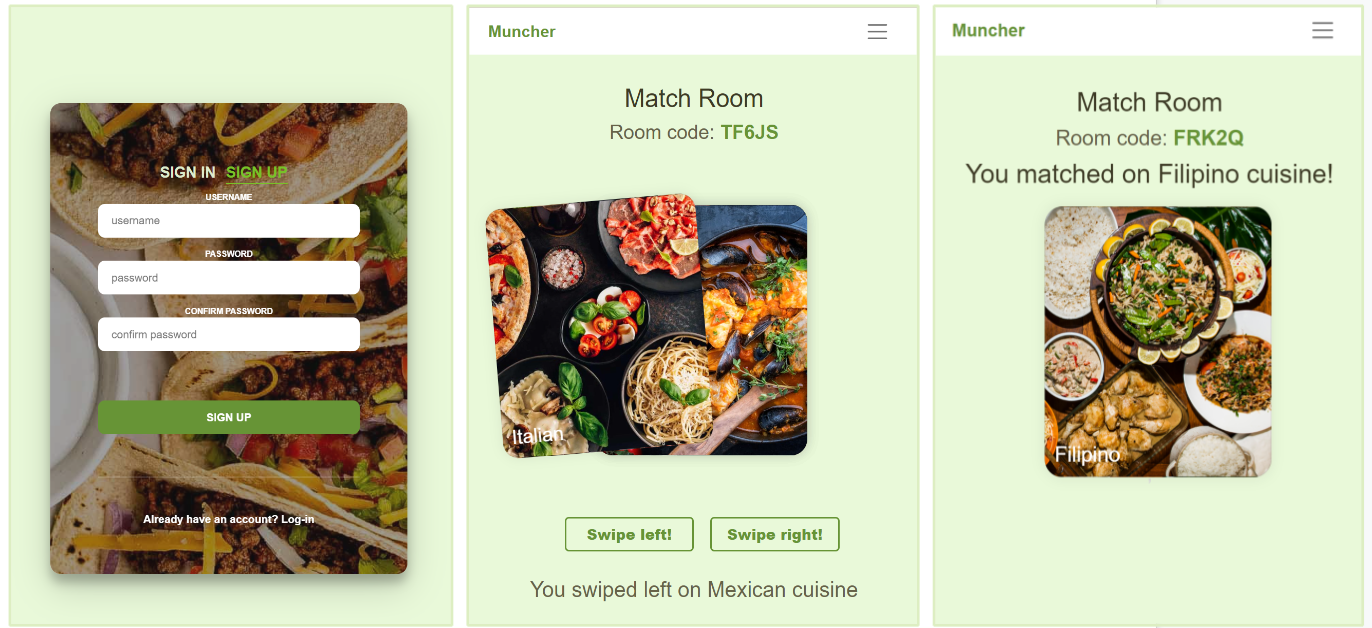 SIGN IN SIGN UP
USERNAME
username
PASSWORD
password
CONFIRM PASSWORD
confirm password
SIGN UP
Already have an account? Log-in
Muncher
Match Room
Room code: TF6JS
Italian
Swipe left! Swipe right!
You swiped left on Mexican cuisine
Muncher
Match Room
Room code: FRK2Q
You matched on Filipino cuisine!
Filipino